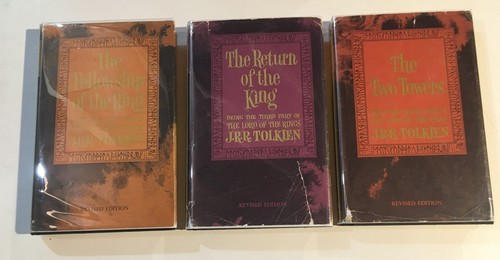 The
Fellowship
of the Ring
J.R.R. TOLKIEN
REVISED EDITION
The Return
of the
King
BEING THE THIRD PART OF
THE LORD OF THE RINGS
J.R.R. TOLKIEN
REVISED EDITION
The
Two Towers
J.R.R. TOLKIEN
REVISED EDITION